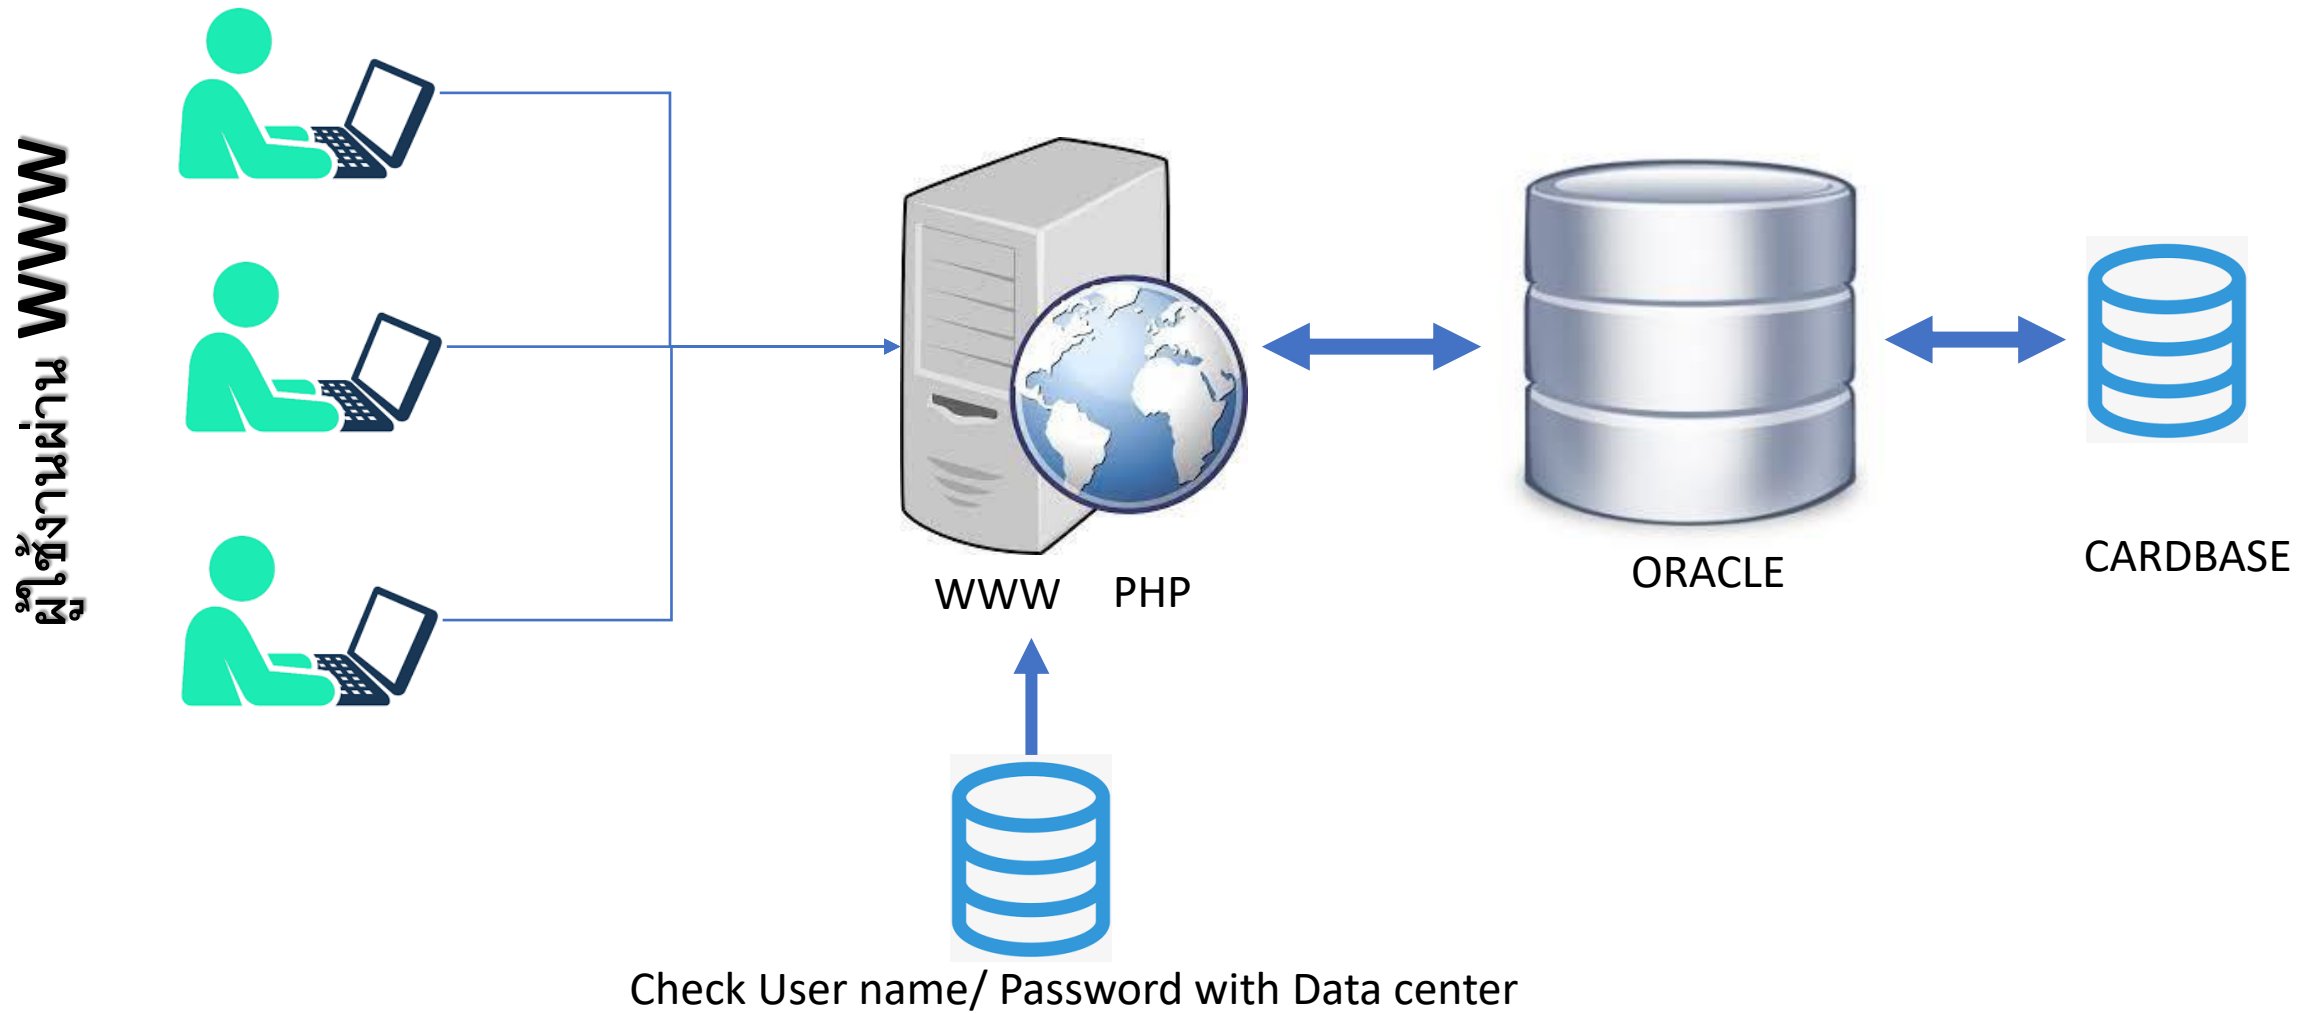 ผู้ใช้งานผ่าน WWW
WWW PHP
ORACLE
CARDBASE
Check User name/ Password with Data center